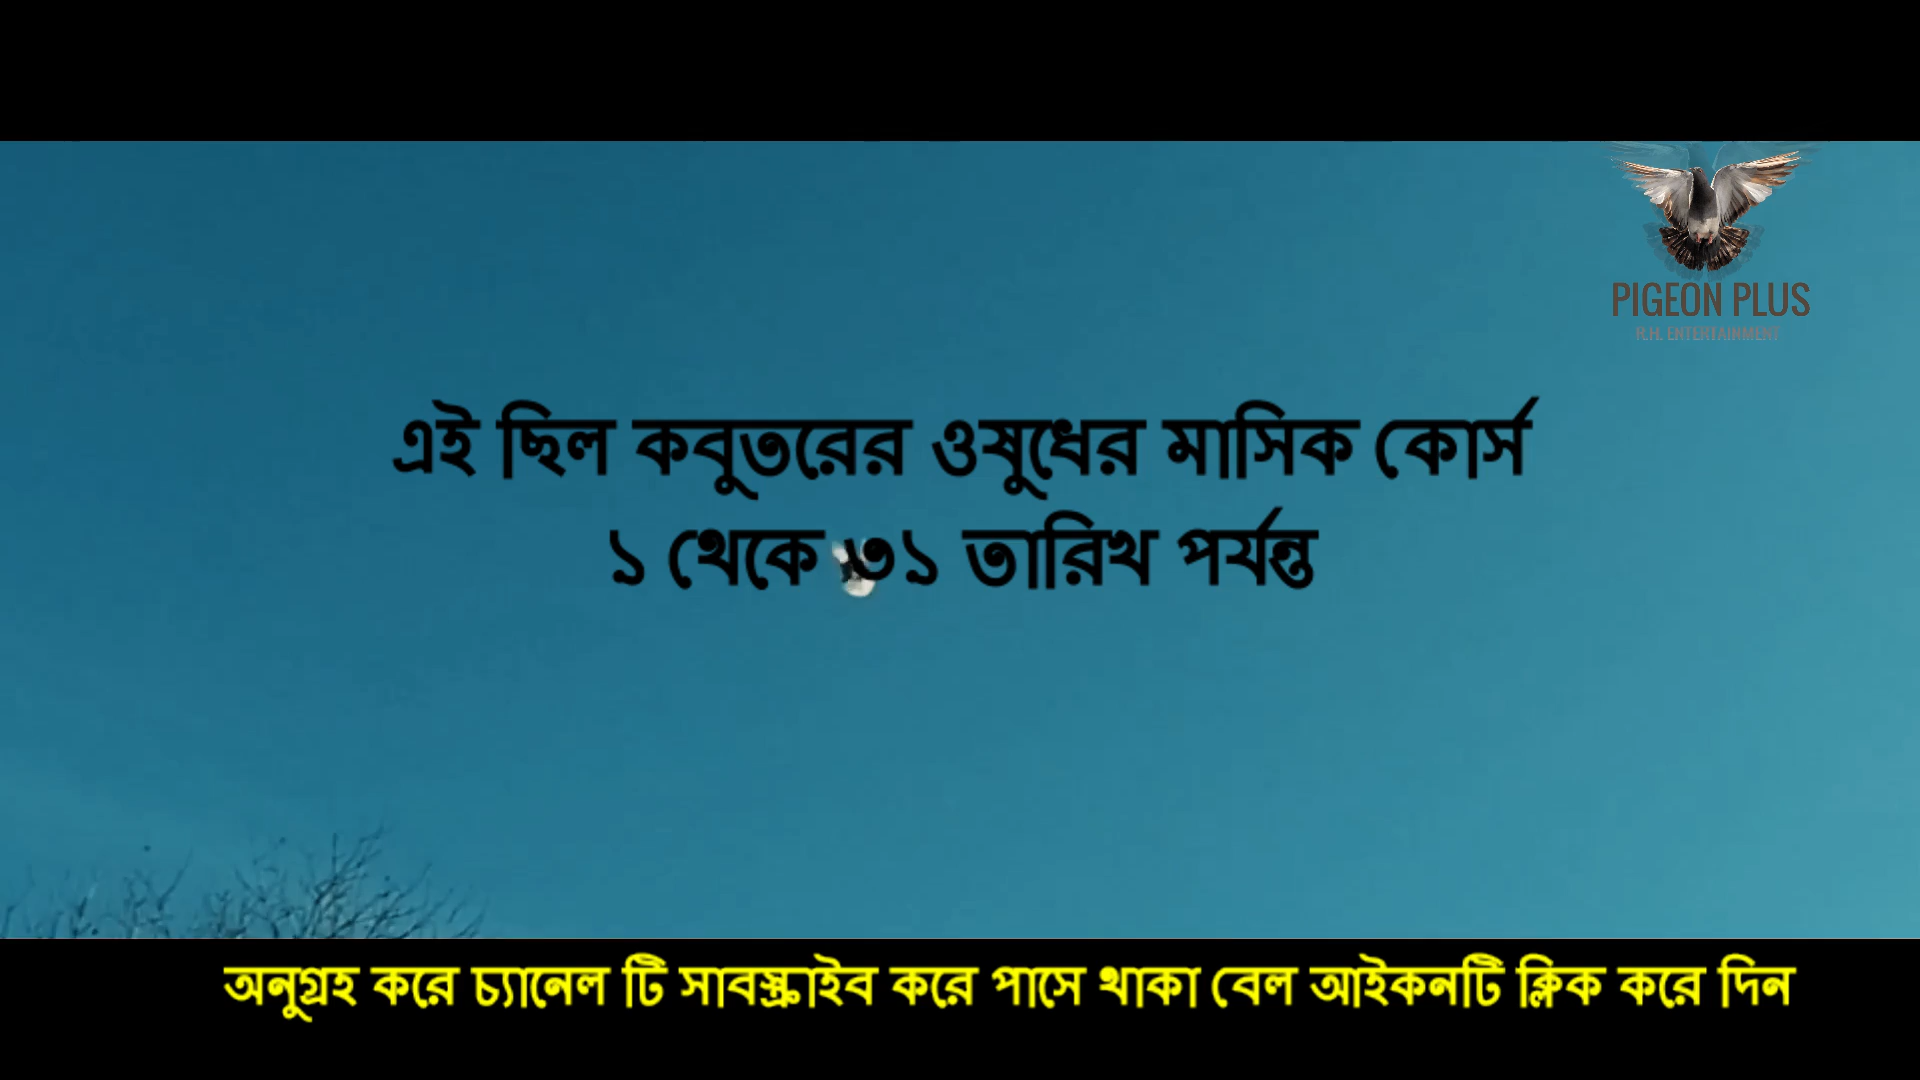 PIGEON PLUS
R.H. ENTERTAINMENT
এই ছিল কবুতরের ওষুধের মাসিক কোর্স
১ থেকে ৩১ তারিখ পর্যন্ত
অনুগ্রহ করে চ্যানেল টি সাবস্ক্রাইব করে পাসে থাকা বেল আইকনটি ক্লিক করে দিন